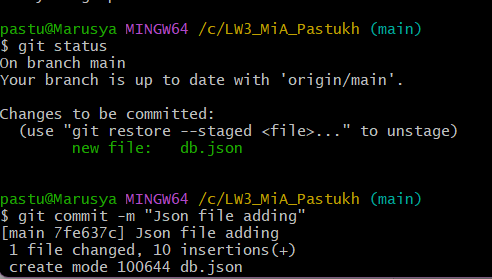 pastu@Marusya MINGW64 /c/LW3_MiA_Pastukh (main)
$ git status
On branch main
Your branch is up to date with 'origin/main'.
Changes to be committed:
  (use "git restore --staged <file>..." to unstage)
        new file:   db.json
pastu@Marusya MINGW64 /c/LW3_MiA_Pastukh (main)
$ git commit -m "Json file adding"
[main 7fe637c] Json file adding
 1 file changed, 10 insertions(+)
 create mode 100644 db.json